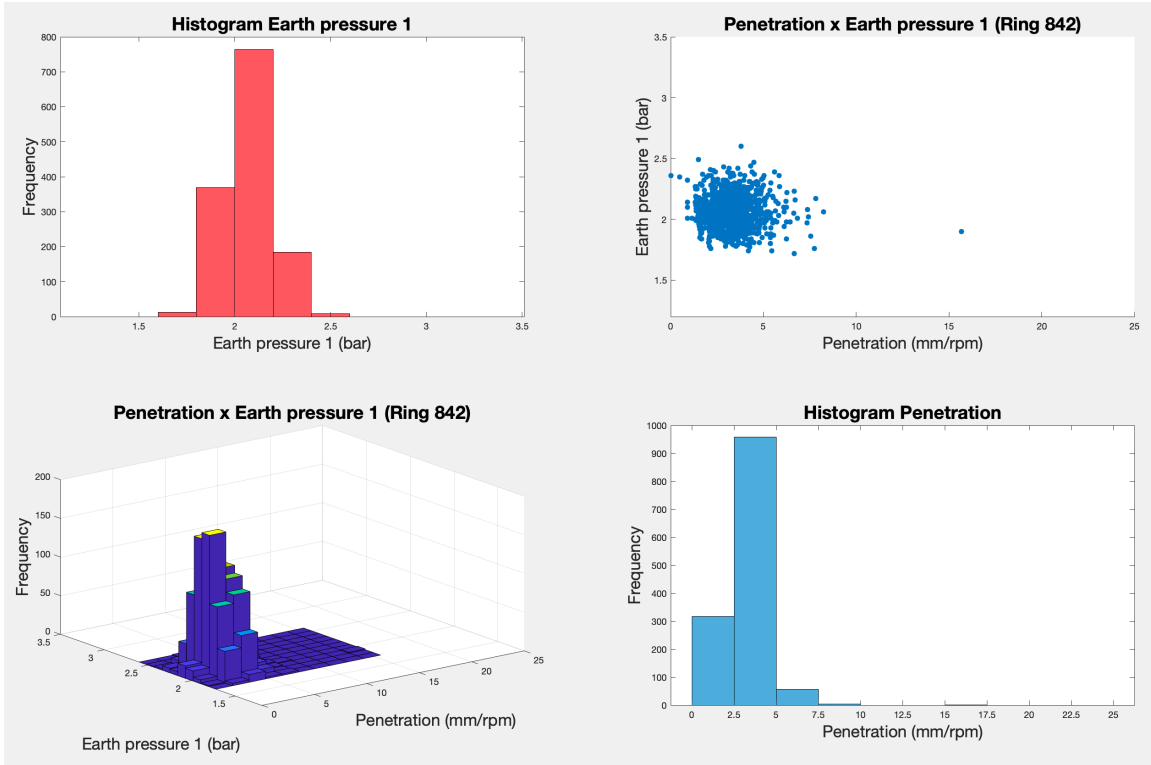 Histogram Earth pressure 1
800
700
600
500
400
300
200
100
0
Frequency
1.5 2 2.5 3 3.5
Earth pressure 1 (bar)
Penetration x Earth pressure 1 (Ring 842)
3.5
3
2.5
2
1.5
Earth pressure 1 (bar)
0 5 10 15 20 25
Penetration (mm/rpm)
Penetration x Earth pressure 1 (Ring 842)
200
150
100
50
0
Frequency
3.5
3
2.5
2
1.5
Earth pressure 1 (bar)
0 5 10 15 20 25
Penetration (mm/rpm)
Histogram Penetration
1000
900
800
700
600
500
400
300
200
100
0
Frequency
0 2.5 5 7.5 10 12.5 15 17.5 20 22.5 25
Penetration (mm/rpm)